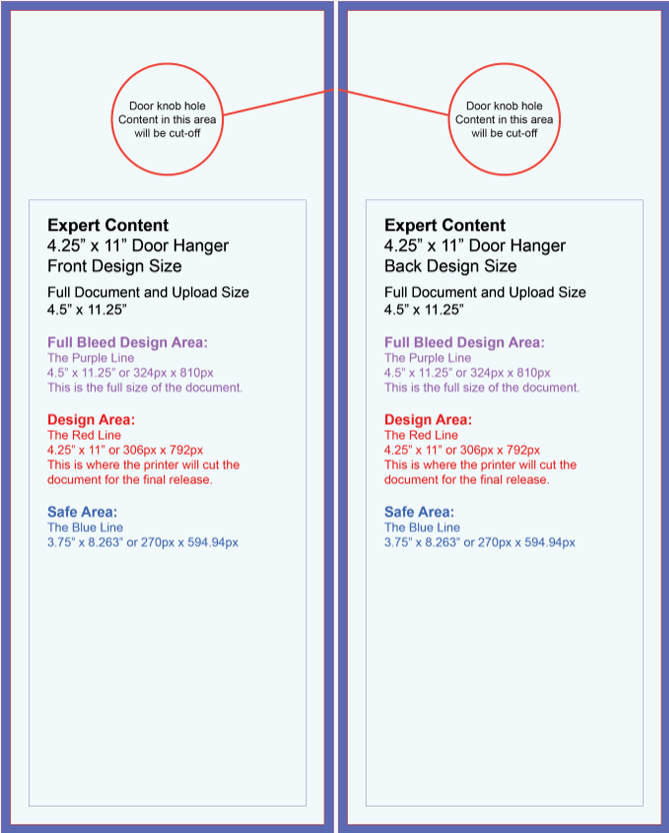 Door knob hole
Content in this area
will be cut-off
Expert Content
4.25” x 11” Door Hanger
Front Design Size
Full Document and Upload Size
4.5” x 11.25”
Full Bleed Design Area:
The Purple Line
4.5” x 11.25” or 324px x 810px
This is the full size of the document.
Design Area:
The Red Line
4.25” x 11” or 306px x 792px
This is where the printer will cut the
document for the final release.
Safe Area:
The Blue Line
3.75” x 8.263” or 270px x 594.94px
Door knob hole
Content in this area
will be cut-off
Expert Content
4.25” x 11” Door Hanger
Back Design Size
Full Document and Upload Size
4.5” x 11.25”
Full Bleed Design Area:
The Purple Line
4.5” x 11.25” or 324px x 810px
This is the full size of the document.
Design Area:
The Red Line
4.25” x 11” or 306px x 792px
This is where the printer will cut the
document for the final release.
Safe Area:
The Blue Line
3.75” x 8.263” or 270px x 594.94px